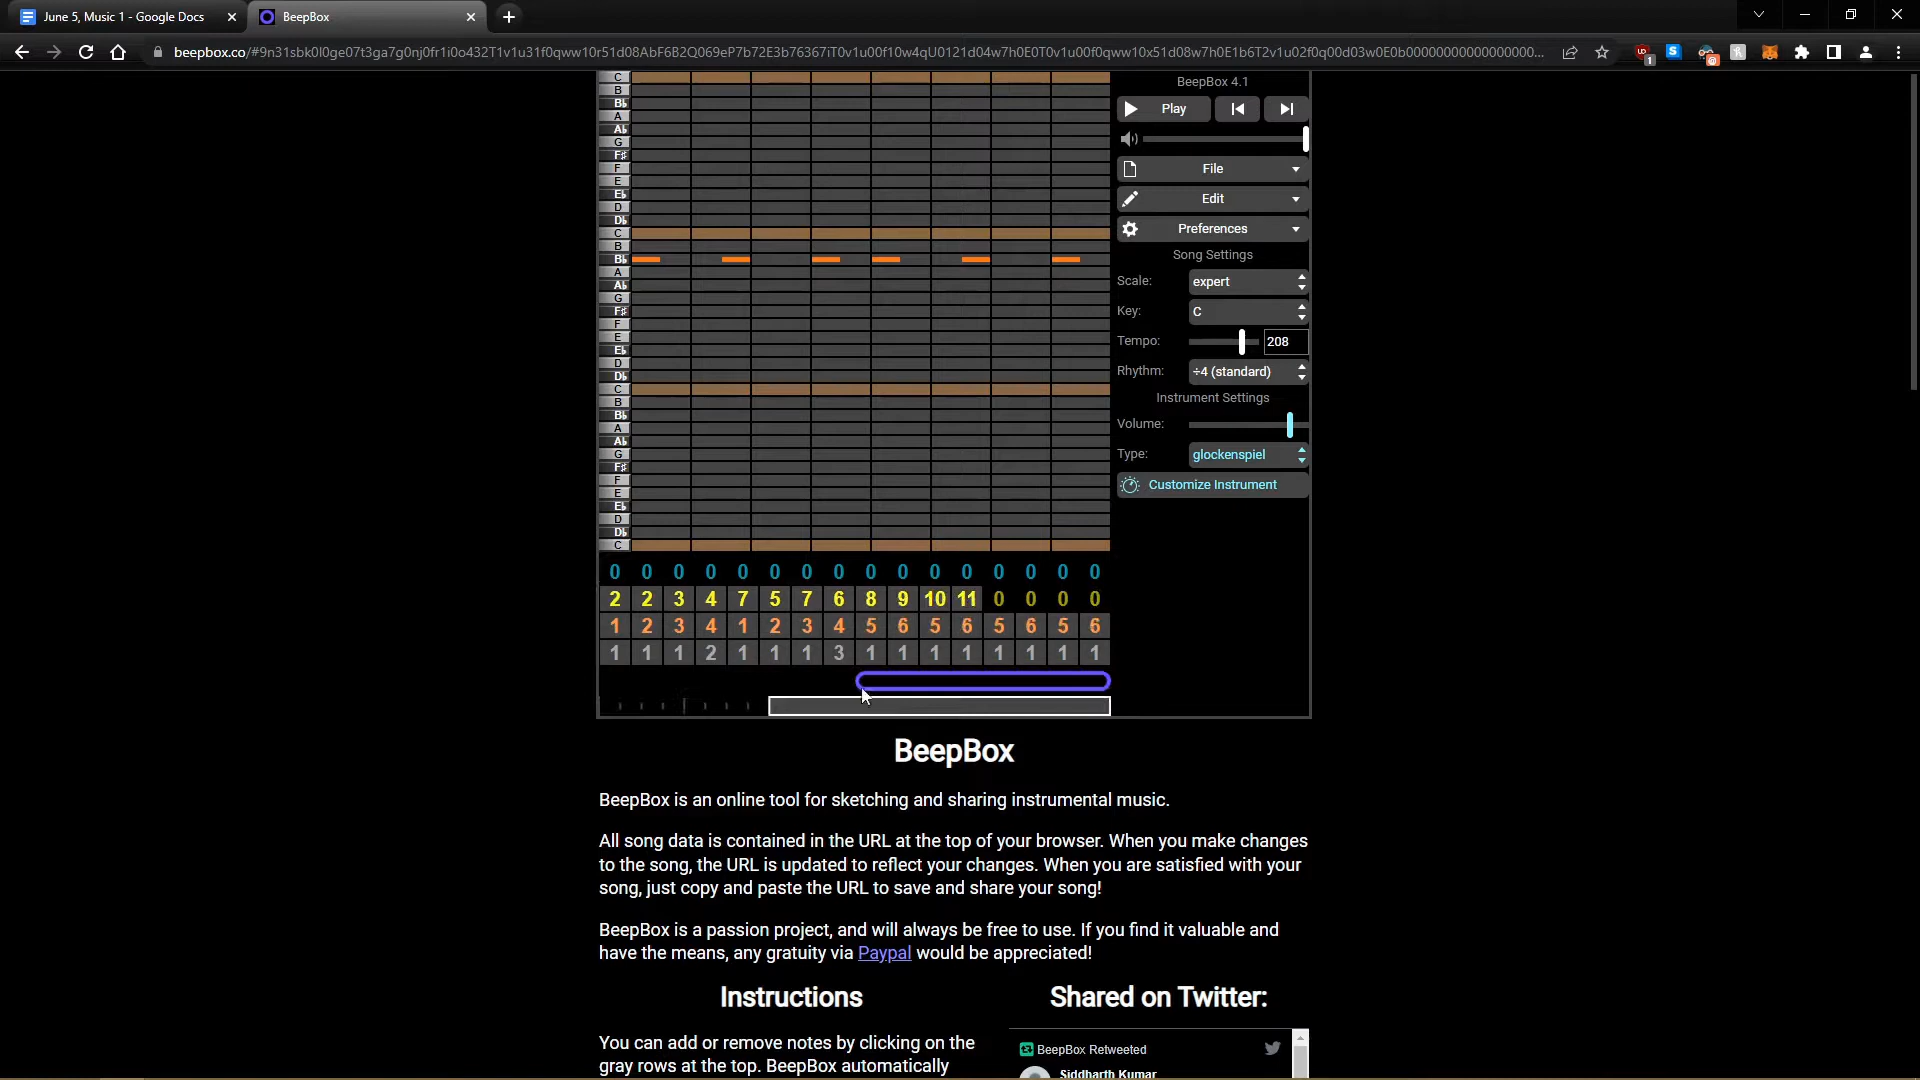 June 5, Music 1 - Google Docs
BeepBox
beepbox.co/#9n31sbk0l0ge07t3ga7g0nj0fr1i0o432T1v1u31f0qww10r51d08AbF6B2Q069eP7b72E3b76367iT0v1u00f10w4qU0121d04w7h0E0T0v1u00f0qww10x51d08w7h0E1b6T2v1u02f0q00d03w0E0b00000000000000000...
C
B
B♭
A
A♭
G
F♯
F
E
E♭
D
D♭
C
B
B♭
A
A♭
G
F♯
F
E
E♭
D
D♭
C
B
B♭
A
A♭
G
F♯
F
E
E♭
D
D♭
C
BeepBox 4.1
Play
File
Edit
Preferences
Song Settings
Scale: expert
Key: C
Tempo: 208
Rhythm: ÷4 (standard)
Instrument Settings
Volume:
Type: glockenspiel
Customize Instrument
0 0 0 0 0 0 0 0 0 0 0 0 0 0 0 0
2 2 3 4 7 5 7 6 8 9 10 11 0 0 0 0
1 2 3 4 1 2 3 4 5 6 5 6 5 6 5 6
1 1 1 2 1 1 1 3 1 1 1 1 1 1 1 1
BeepBox
BeepBox is an online tool for sketching and sharing instrumental music.
All song data is contained in the URL at the top of your browser. When you make changes
to the song, the URL is updated to reflect your changes. When you are satisfied with your
song, just copy and paste the URL to save and share your song!
BeepBox is a passion project, and will always be free to use. If you find it valuable and
have the means, any gratuity via Paypal would be appreciated!
Instructions
You can add or remove notes by clicking on the
gray rows at the top. BeepBox automatically
Shared on Twitter:
BeepBox Retweeted
Siddharth Kumar